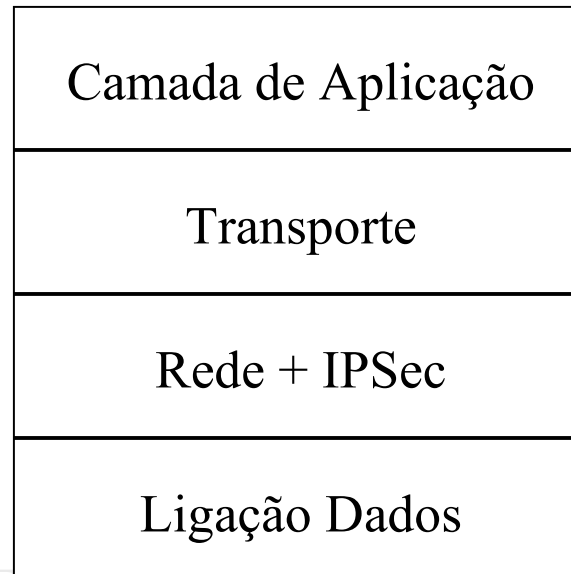 Camada de Aplicação
Transporte
Rede + IPSec
Ligação Dados